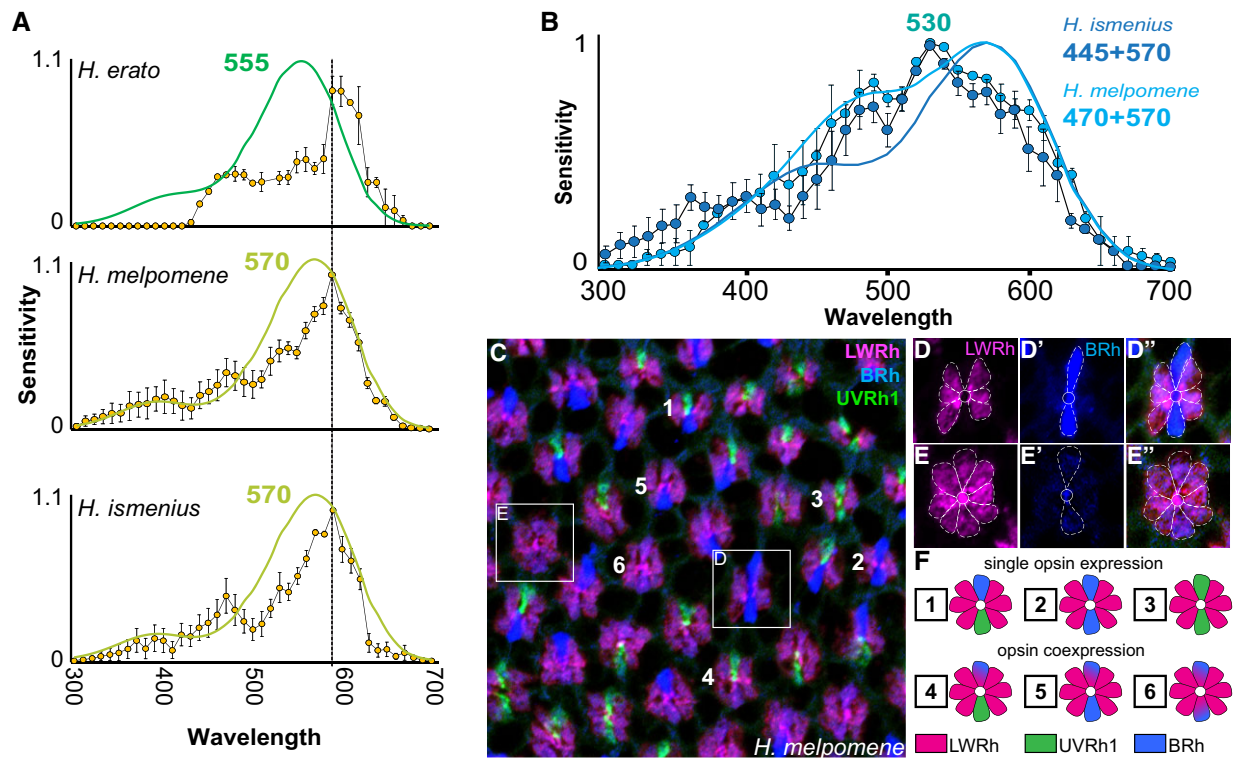 A
H. erato
555
1.1
0
H. melpomene
570
1.1
0
H. ismenius
570
1.1
0
Sensitivity
300
400
500
600
700
Wavelength
B
530
H. ismenius
445+570
H. melpomene
470+570
1
0
Sensitivity
300
400
500
600
700
Wavelength
C
LWRh
BRh
UVRh1
1
5
3
E
6
D
2
4
H. melpomene
D
LWRh
D'
BRh
D"
E
E'
E"
F
single opsin expression
1
2
3
opsin coexpression
4
5
6
LWRh
UVRh1
BRh